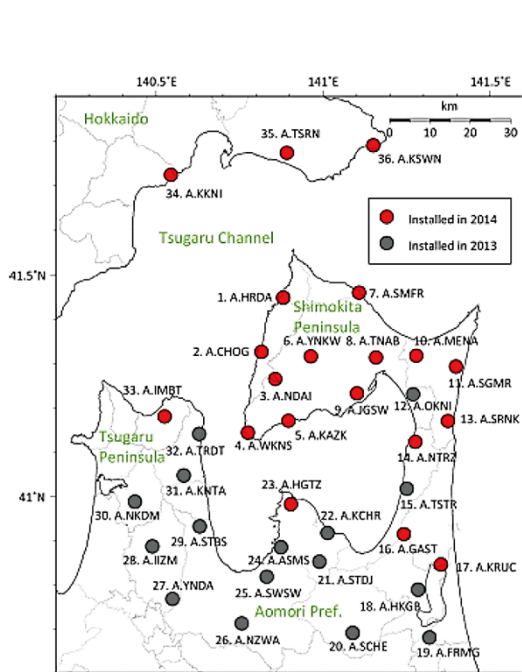 140.5°E 141°E 141.5°E
km
0 10 20 30
Hokkaido
35. A.TSRN
36. A.KSWN
34. A.KKNI
Installed in 2014
Installed in 2013
Tsugaru Channel
41.5°N
1. A.HRDA
7. A.SMFR
Shimokita
Peninsula
6. A.YNKW 8. A.TNAB 10. A.MENA
2. A.CHOG
11. A.SGMR
3. A.NDAI
33. A.IMBT
9. A.JGSW
12. A.OKNI
13. A.SRNK
5. A.KAZK
4. A.WKNS
Tsugaru
Peninsula
32. A.TRDT
14. A.NTRZ
31. A.KNTA
23. A.HGTZ
41°N
15. A.TSTR
30. A.NKDM
22. A.KCHR
29. A.STBS
16. A.GAST
28. A.IIZM
24. A.ASMS
17. A.KRUC
21. A.STDJ
27. A.YNDA
25. A.SWSW
18. A.HKGB
Aomori Pref.
26. A.NZWA
20. A.SCHE
19. A.FRMG